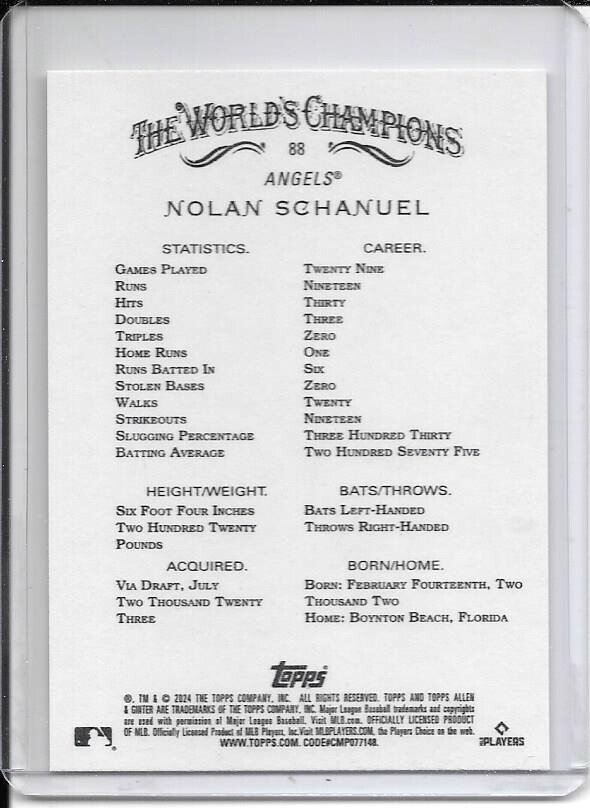 THE WORLD'S CHAMPIONS
88
ANGELS®
NOLAN SCHANUEL
STATISTICS. CAREER.
GAMES PLAYED TWENTY NINE
RUNS NINETEEN
HITS THIRTY
DOUBLES THREE
TRIPLES ZERO
HOME RUNS ONE
RUNS BATTED IN SIX
STOLEN BASES ZERO
WALKS TWENTY
STRIKEOUTS NINETEEN
SLUGGING PERCENTAGE THREE HUNDRED THIRTY
BATTING AVERAGE TWO HUNDRED SEVENTY FIVE
HEIGHT/WEIGHT. BATS/THROWS.
SIX FOOT FOUR INCHES BATS LEFT-HANDED
TWO HUNDRED TWENTY THROWS RIGHT-HANDED
POUNDS
ACQUIRED. BORN/HOME.
VIA DRAFT, JULY BORN: FEBRUARY FOURTEENTH, TWO
TWO THOUSAND TWENTY THOUSAND TWO
THREE HOME: BOYNTON BEACH, FLORIDA
topps
®, TM & © 2024 THE TOPPS COMPANY, INC. ALL RIGHTS RESERVED. TOPPS AND TOPPS ALLEN
& GINTER ARE TRADEMARKS OF THE TOPPS COMPANY, INC. Major League Baseball trademarks and copyrights
are used with permission of Major League Baseball. Visit MLB.com. OFFICIALLY LICENSED PRODUCT
OF MLB. Officially Licensed Product of MLB Players, Inc. Visit MLBPLAYERS.COM, the Players Choice on the web.
WWW.TOPPS.COM. CODE#CMP077148.
MLB PLAYERS